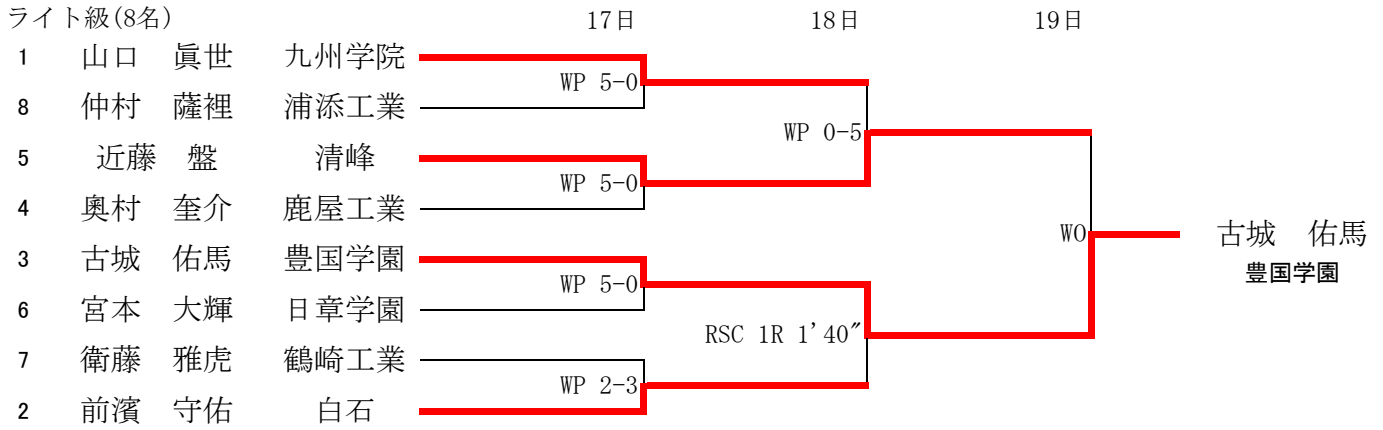 ライト級(8名) 17日 18日 19日
1 山口 眞世 九州学院
WP 5-0
8 仲村 薩裡 浦添工業
WP 0-5
5 近藤 盤 清峰
WP 5-0
4 奥村 奎介 鹿屋工業
WO 古城 佑馬
3 古城 佑馬 豊国学園
豊国学園
WP 5-0
6 宮本 大輝 日章学園
RSC 1R 1'40"
7 衛藤 雅虎 鶴崎工業
WP 2-3
2 前濱 守佑 白石